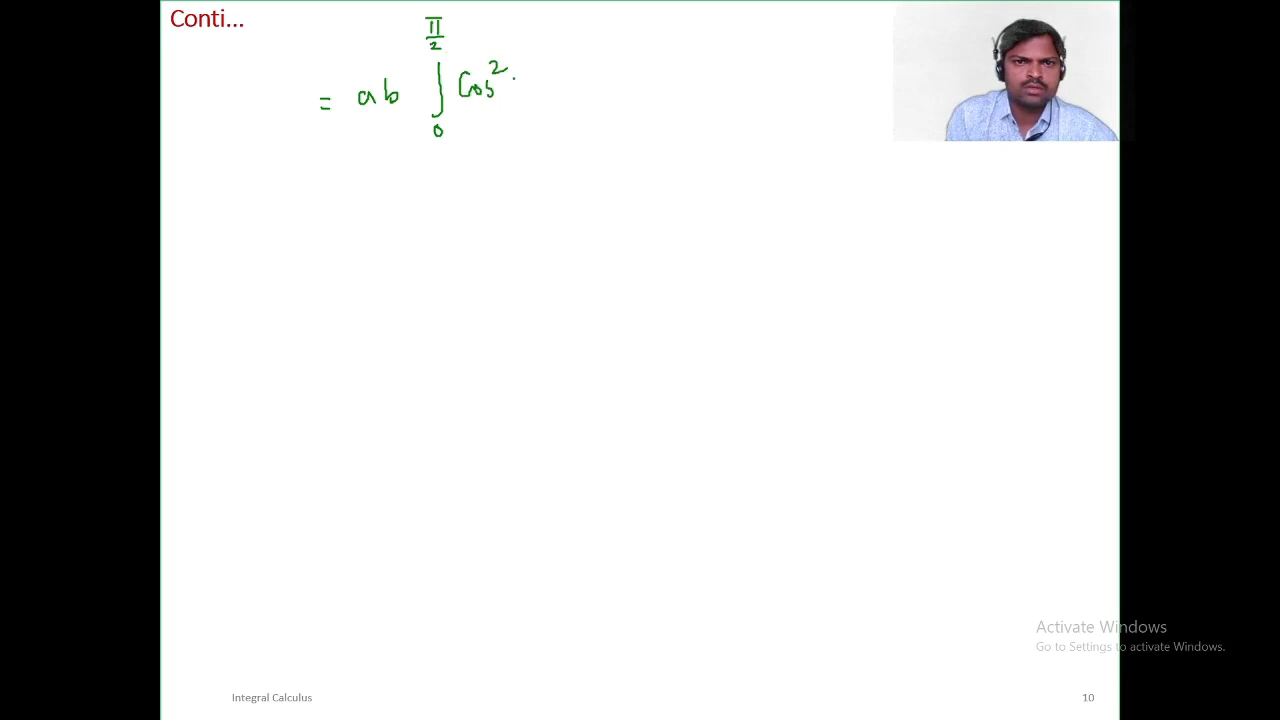 Conti...
= ab ∫₀^(π/2) Cos²
Activate Windows
Go to Settings to activate Windows.
Integral Calculus
10